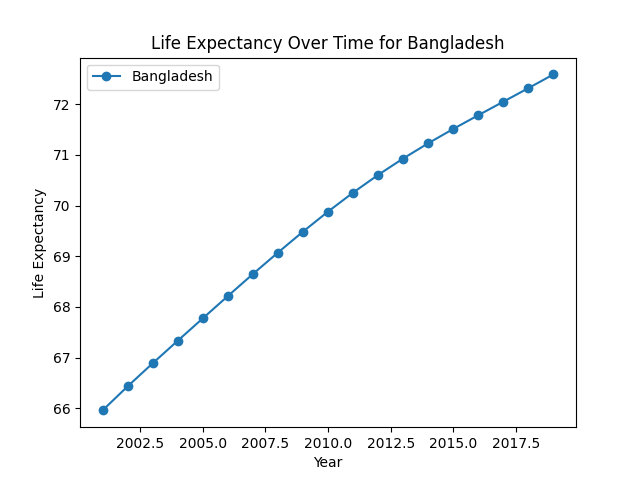 Life Expectancy Over Time for Bangladesh
Bangladesh
72
71
70
69
68
67
66
Life Expectancy
2002.5 2005.0 2007.5 2010.0 2012.5 2015.0 2017.5
Year